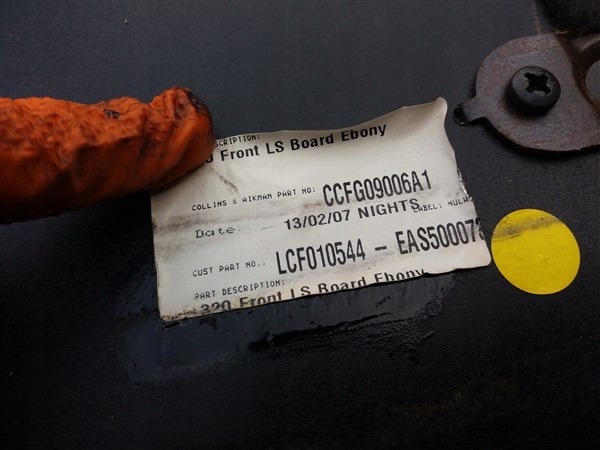 Front LS Board Ebony
COLLINS & AIKMAN PART NO: CCFG09006A1
Date: - 13/02/07 NIGHTS LABEL:
CUST PART NO.. LCF010544 - EAS50007
PART DESCRIPTION:
320 Front LS Board Ebony